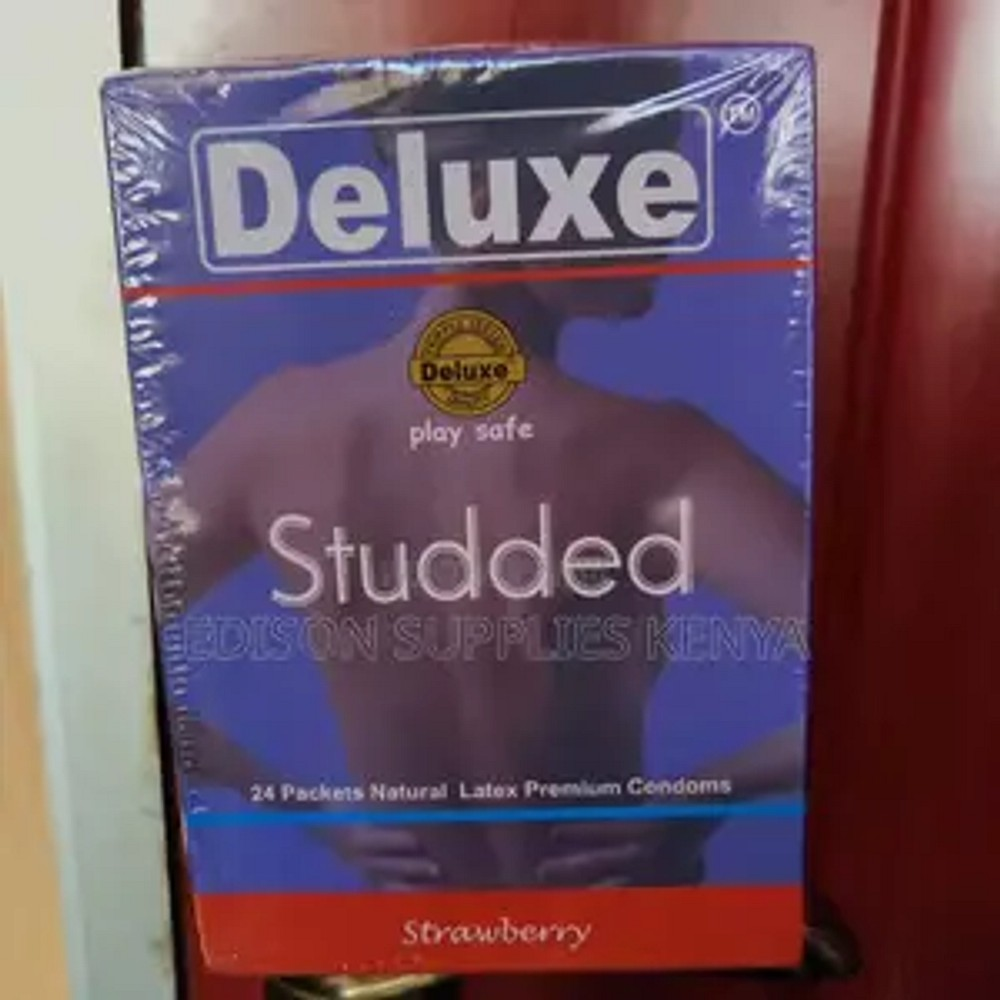 Deluxe
Deluxe
play safe
Studded
EDISON SUPPLIES KENYA
24 Packets Natural Latex Premium Condoms
Strawberry